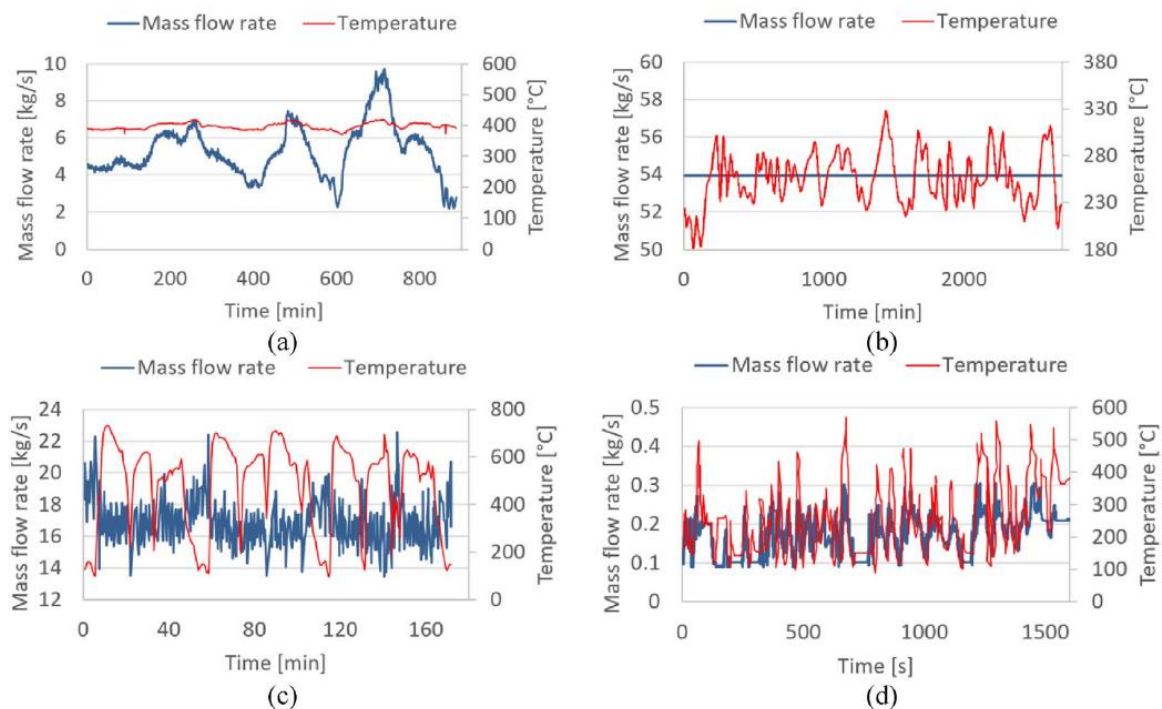 Mass flow rate Temperature
Mass flow rate [kg/s]
10
8
6
4
2
0
600
500
400
300
200
100
0
Temperature [°C]
0 200 400 600 800
Time [min]
(a)
Mass flow rate Temperature
Mass flow rate [kg/s]
60
58
56
54
52
50
380
330
280
230
180
Temperature [°C]
0 1000 2000
Time [min]
(b)
Mass flow rate Temperature
Mass flow rate [kg/s]
24
22
20
18
16
14
12
800
600
400
200
0
Temperature [°C]
0 40 80 120 160
Time [min]
(c)
Mass flow rate Temperature
Mass flow rate [kg/s]
0.5
0.4
0.3
0.2
0.1
0
600
500
400
300
200
100
0
Temperature [°C]
0 500 1000 1500
Time [s]
(d)